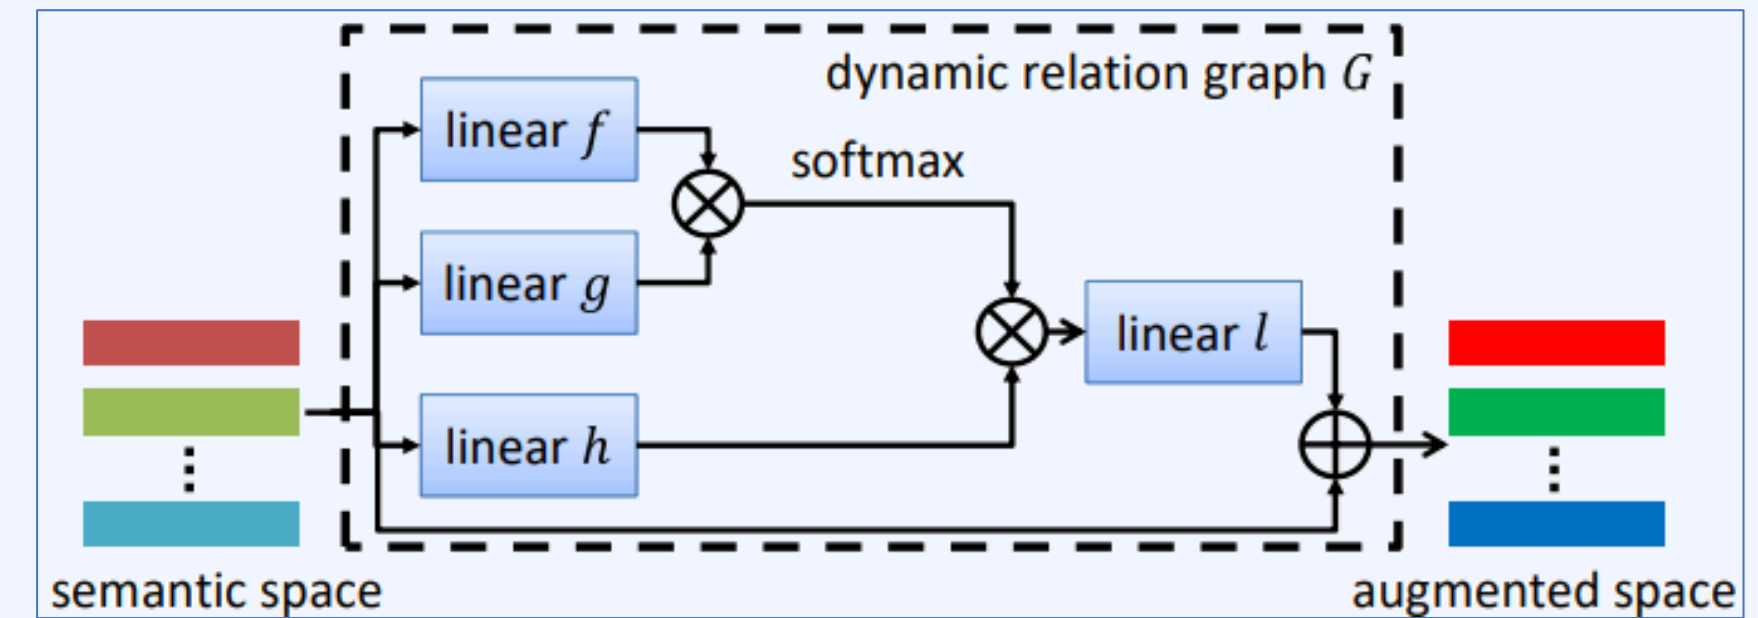 dynamic relation graph G
linear f
softmax
linear g
linear l
linear h
semantic space
augmented space